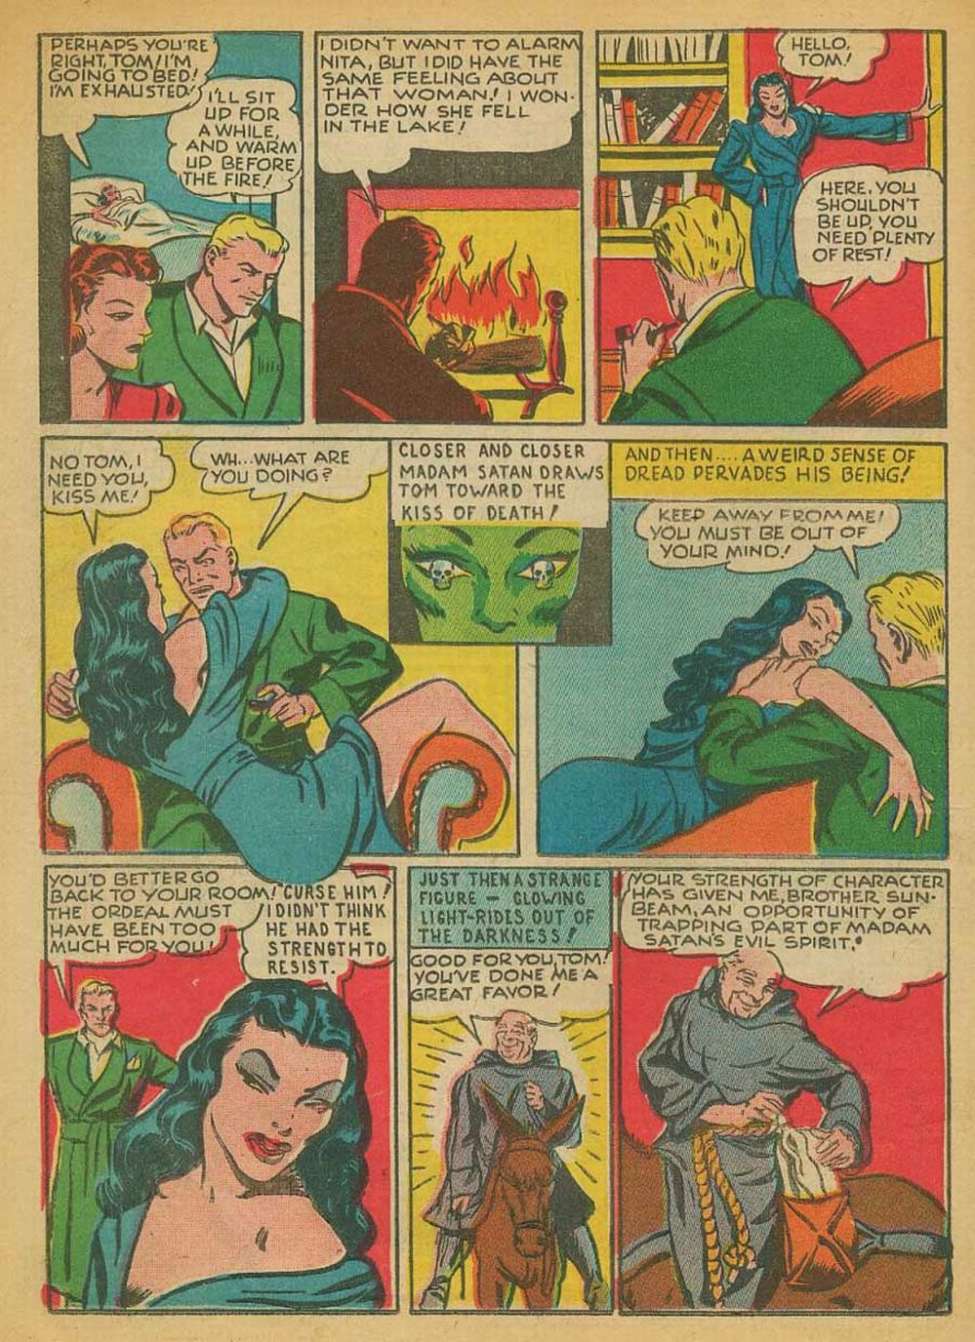 PERHAPS YOU'RE
RIGHT, TOM! I'M
GOING TO BED!
I'M EXHAUSTED!
I'LL SIT
UP FOR
A WHILE,
AND WARM
UP BEFORE
THE FIRE!
I DIDN'T WANT TO ALARM
NITA, BUT I DID HAVE THE
SAME FEELING ABOUT
THAT WOMAN! I WON-
DER HOW SHE FELL
IN THE LAKE!
HELLO,
TOM!
HERE, YOU
SHOULDN'T
BE UP, YOU
NEED PLENTY
OF REST!
NO TOM, I
NEED YOU,
KISS ME!
WH...WHAT ARE
YOU DOING?
CLOSER AND CLOSER
MADAM SATAN DRAWS
TOM TOWARD THE
KISS OF DEATH!
AND THEN.... A WEIRD SENSE OF
DREAD PERVADES HIS BEING!
KEEP AWAY FROM ME!
YOU MUST BE OUT OF
YOUR MIND!
YOU'D BETTER GO
BACK TO YOUR ROOM!
THE ORDEAL MUST
HAVE BEEN TOO
MUCH FOR YOU!
CURSE HIM!
I DIDN'T THINK
HE HAD THE
STRENGTH TO
RESIST.
JUST THEN A STRANGE
FIGURE - GLOWING
LIGHT-RIDES OUT OF
THE DARKNESS!
GOOD FOR YOU, TOM!
YOU'VE DONE ME A
GREAT FAVOR!
YOUR STRENGTH OF CHARACTER
HAS GIVEN ME, BROTHER SUN-
BEAM, AN OPPORTUNITY OF
TRAPPING PART OF MADAM
SATAN'S EVIL SPIRIT.